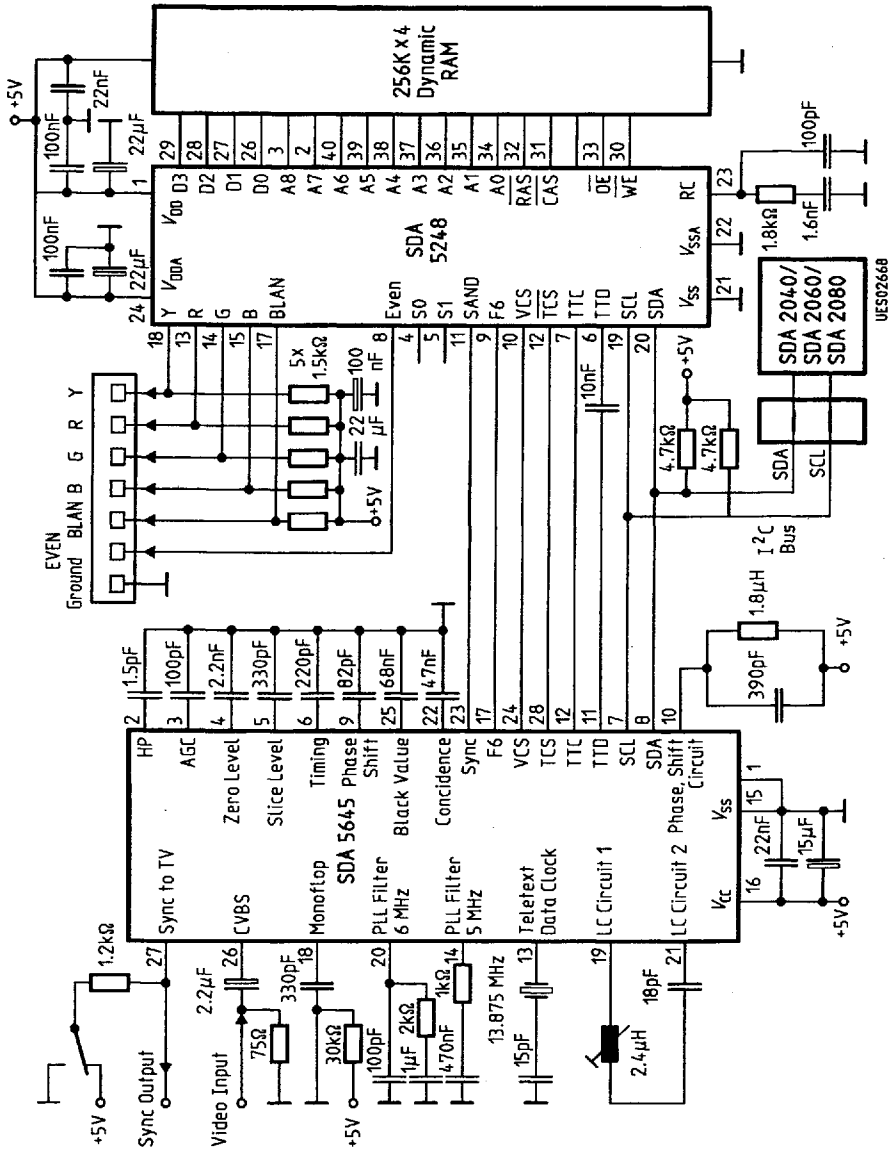 +5V
1.2kΩ
Sync Output
27
Sync to TV
Video Input
2.2µF
75Ω
26
CVBS
330pF
30kΩ
+5V
18
Monoflop
SDA 5645
100pF
1µF
2kΩ
20
PLL Filter
6 MHz
470nF
1kΩ
14
PLL Filter
5 MHz
13.875 MHz
15pF
13
Teletext
Data Clock
2.4µH
19
LC Circuit 1
18pF
21
LC Circuit 2
+5V
16
VCC
22nF
15µF
15
VSS
1
HP
2
1.5pF
AGC
3
100pF
Zero Level
4
2.2nF
Slice Level
5
330pF
Timing
6
220pF
Phase
Shift
9
82pF
Black Value
25
68nF
Concidence
22
47nF
Sync
23
F6
17
VCS
24
TCS
28
TTC
12
TTD
11
SCL
7
SDA
8
Phase, Shift
Circuit
10
390pF
1.8µH
+5V
Ground
EVEN
BLAN
B
G
R
Y
5x
1.5kΩ
22
µF
100
nF
+5V
10nF
4.7kΩ
4.7kΩ
+5V
I²C
Bus
SDA
SCL
SDA 2040/
SDA 2060/
SDA 2080
+5V
100nF
22µF
100nF
22µF
22nF
24
VDDA
1
VDD
SDA
5248
18
Y
13
R
14
G
15
B
17
BLAN
8
Even
4
S0
5
S1
11
SAND
9
F6
10
VCS
12
TCS
7
TTC
6
TTD
19
SCL
20
SDA
21
VSS
22
VSSA
23
RC
1.8kΩ
1.6nF
100pF
D3
29
D2
28
D1
27
D0
26
A8
3
A7
2
A6
40
A5
39
A4
38
A3
37
A2
36
A1
35
A0
34
RAS
32
CAS
31
OE
33
WE
30
256K x 4
Dynamic
RAM
UES02668